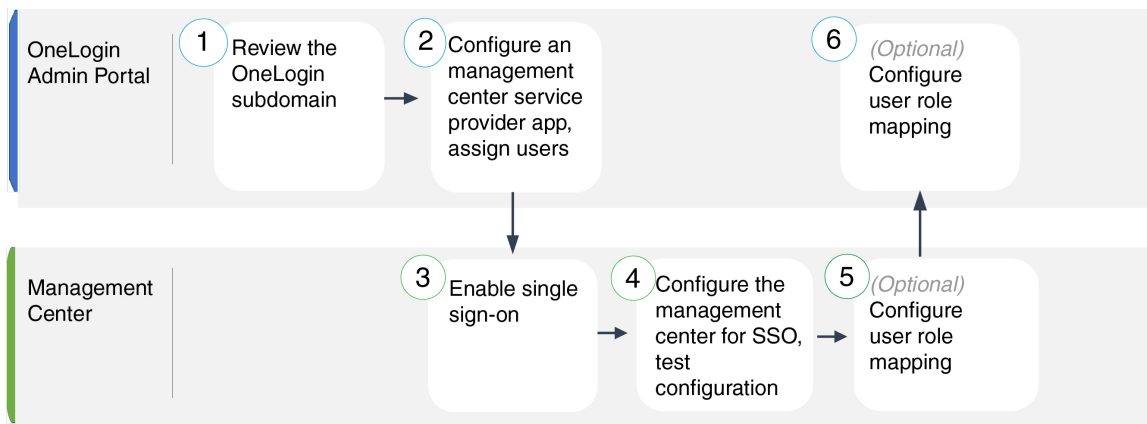 OneLogin
Admin Portal
1
Review the
OneLogin
subdomain
2
Configure an
management
center service
provider app,
assign users
6
(Optional)
Configure
user role
mapping
Management
Center
3
Enable single
sign-on
4
Configure the
management
center for SSO,
test
configuration
5
(Optional)
Configure
user role
mapping